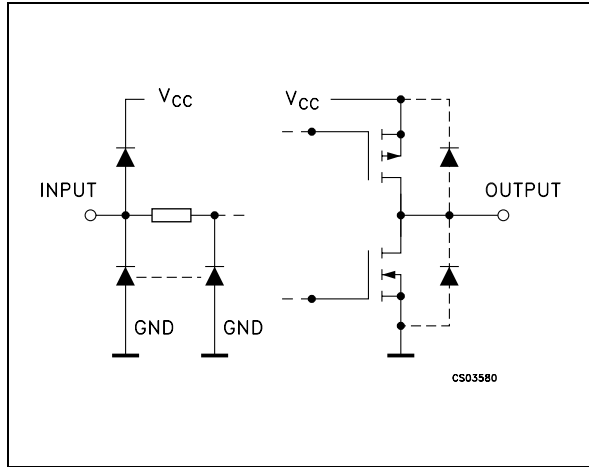 VCC
VCC
INPUT
OUTPUT
GND
GND
CS03580